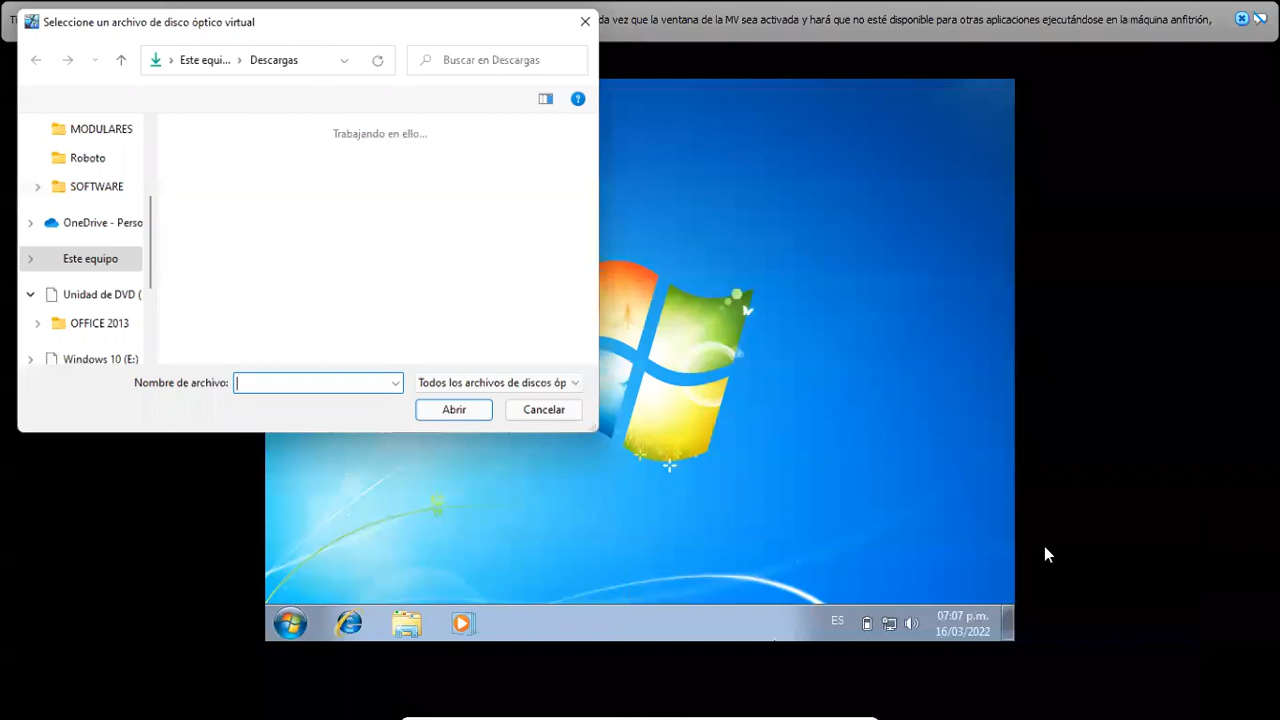 Seleccione un archivo de disco óptico virtual
da vez que la ventana de la MV sea activada y hará que no esté disponible para otras aplicaciones ejecutándose en la máquina anfitrión,
Este equi... › Descargas
Buscar en Descargas
MODULARES
Roboto
SOFTWARE
OneDrive - Perso
Este equipo
Unidad de DVD (
OFFICE 2013
Windows 10 (E:)
Trabajando en ello...
Nombre de archivo:
Todos los archivos de discos óp
Abrir
Cancelar
ES
07:07 p.m.
16/03/2022